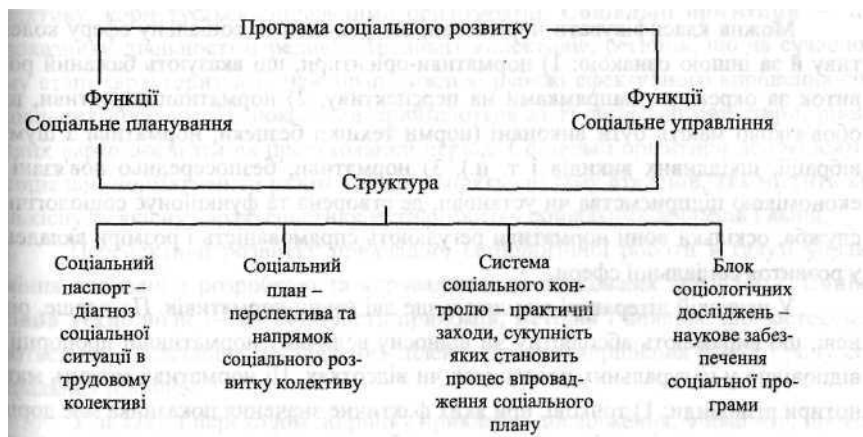 Програма соціального розвитку
Функції
Соціальне планування
Функції
Соціальне управління
Структура
Соціальний
паспорт –
діагноз
соціальної
ситуації в
трудовому
колективі
Соціальний
план –
перспектива та
напрямок
соціального роз-
витку колективу
Система
соціального кон-
тролю – практичні
заходи, сутність
яких становить
процес впровад-
ження соціального
плану
Блок
соціологічних
досліджень –
наукове забез-
печення
соціальної про-
грами